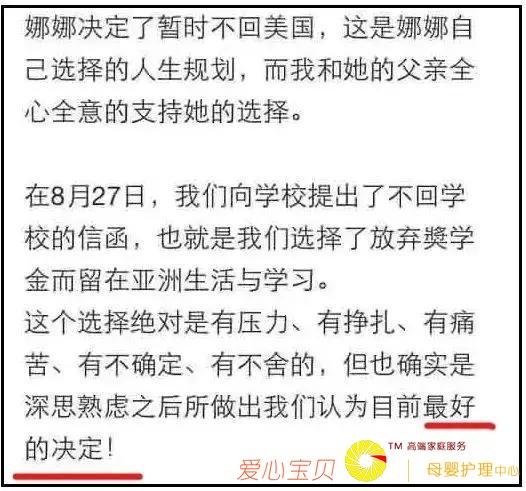 娜娜决定了暂时不回美国，这是娜娜自
己选择的人生规划，而我和她的父亲全
心全意的支持她的选择。
在8月27日，我们向学校提出了不回学
校的信函，也就是我们选择了放弃獎学
金而留在亚洲生活与学习。
这个选择绝对是有压力、有挣扎、有痛
苦、有不确定、有不舍的，但也确实是
深思熟虑之后所做出我们认为目前最好
的决定！
爱心宝贝 TM 高端家庭服务
母婴护理中心